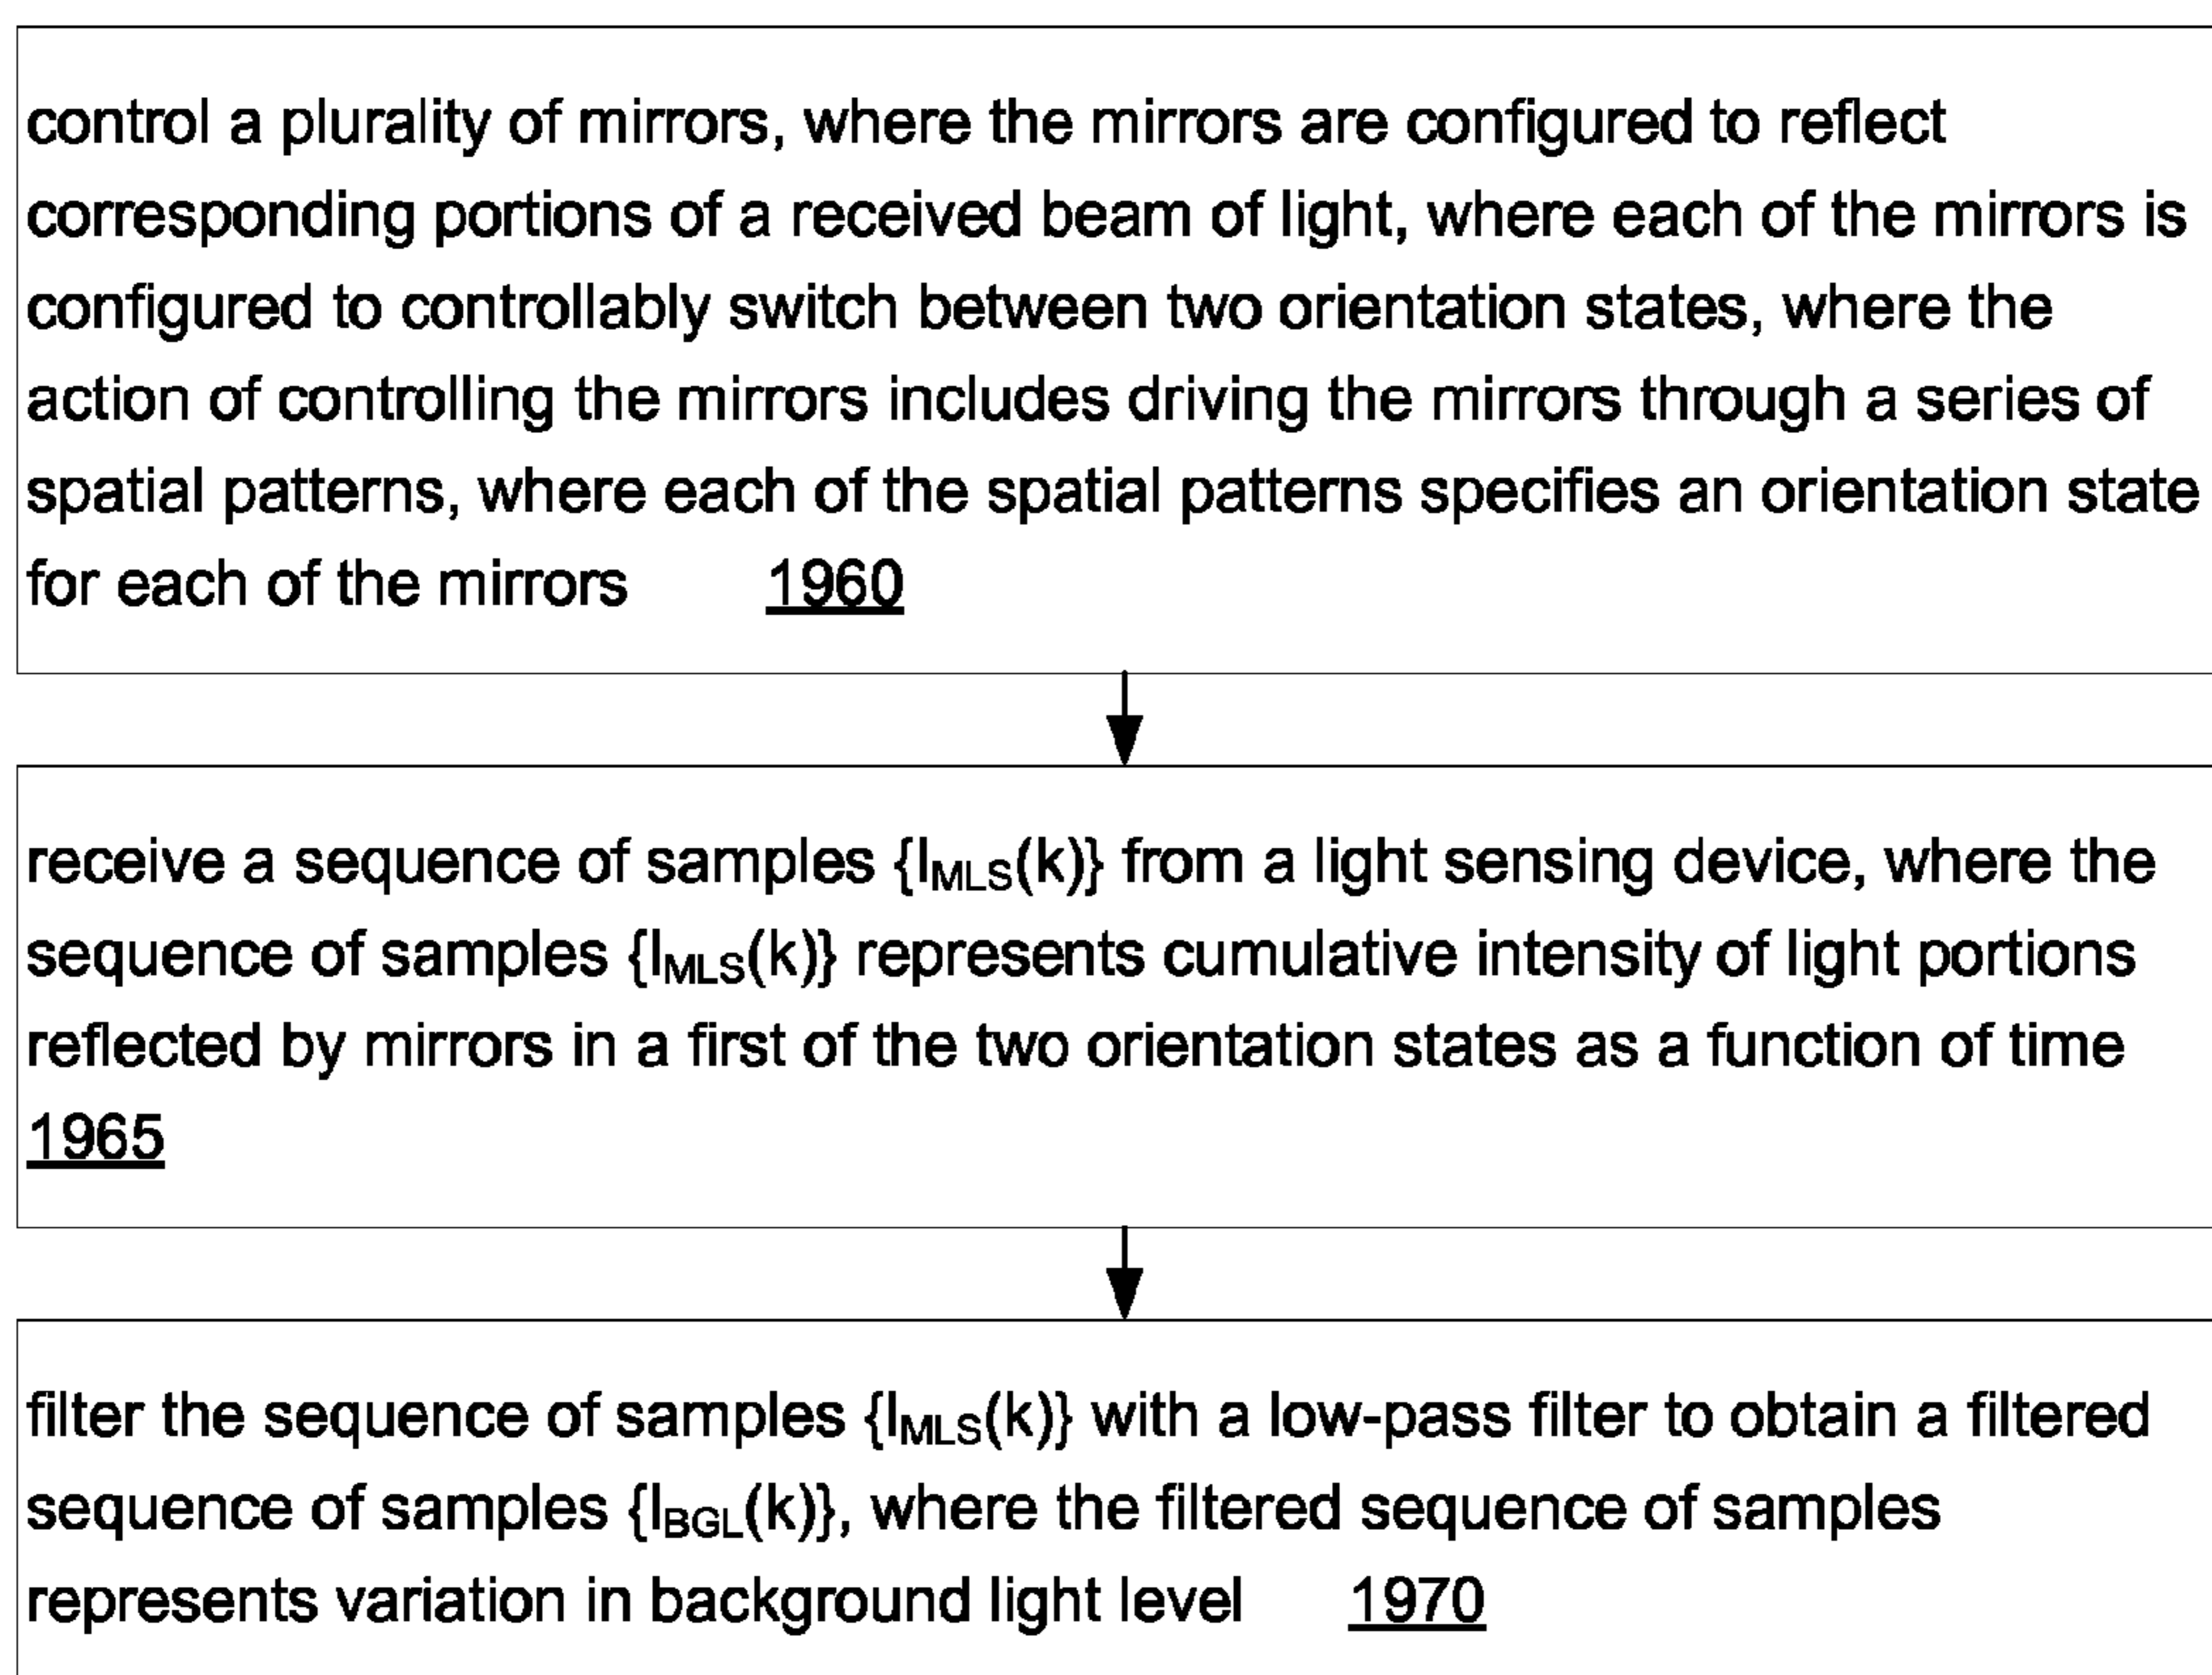 control a plurality of mirrors, where the mirrors are configured to reflect
corresponding portions of a received beam of light, where each of the mirrors is
configured to controllably switch between two orientation states, where the
action of controlling the mirrors includes driving the mirrors through a series of
spatial patterns, where each of the spatial patterns specifies an orientation state
for each of the mirrors 1960
receive a sequence of samples {I_MLS(k)} from a light sensing device, where the
sequence of samples {I_MLS(k)} represents cumulative intensity of light portions
reflected by mirrors in a first of the two orientation states as a function of time
1965
filter the sequence of samples {I_MLS(k)} with a low-pass filter to obtain a filtered
sequence of samples {I_BGL(k)}, where the filtered sequence of samples
represents variation in background light level 1970